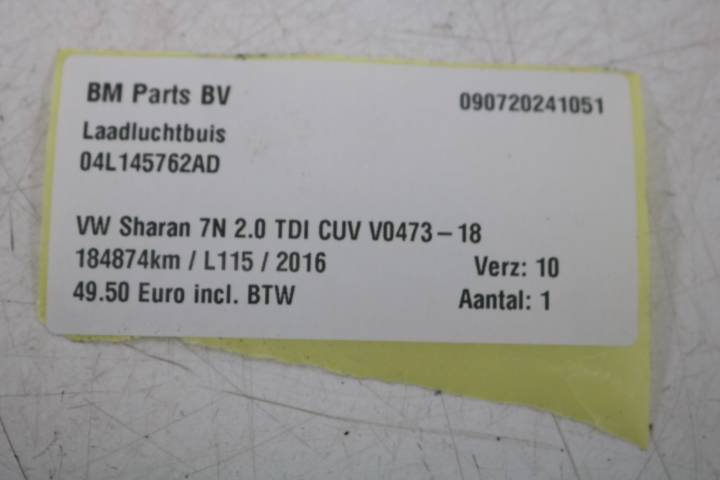 BM Parts BV 090720241051
Laadluchtbuis
04L145762AD
VW Sharan 7N 2.0 TDI CUV V0473-18
184874km / L115 / 2016 Verz: 10
49.50 Euro incl. BTW Aantal: 1